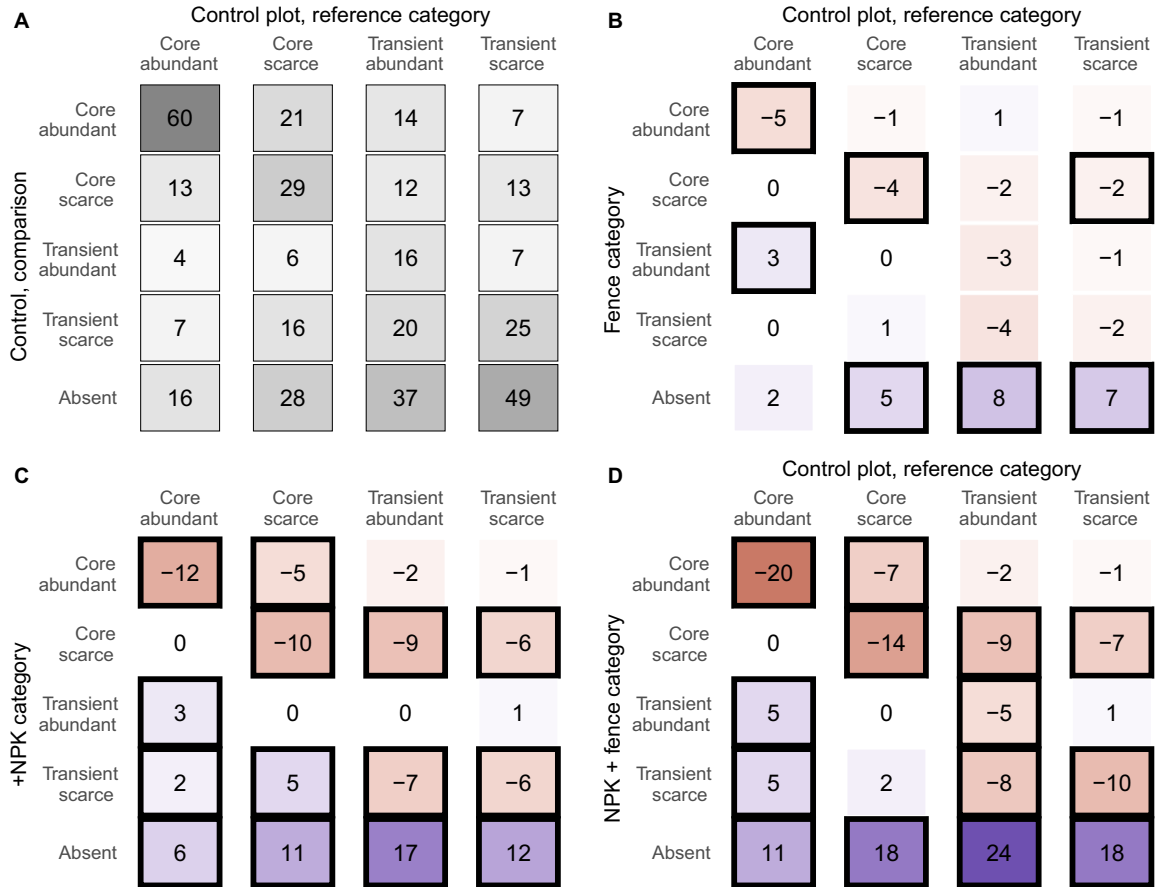 A
Control plot, reference category
Core Core Transient Transient
abundant scarce abundant scarce
Control, comparison
Core
abundant
60 21 14 7
Core
scarce
13 29 12 13
Transient
abundant
4 6 16 7
Transient
scarce
7 16 20 25
Absent 16 28 37 49
B
Control plot, reference category
Core Core Transient Transient
abundant scarce abundant scarce
Fence category
Core
abundant
−5 −1 1 −1
Core
scarce
0 −4 −2 −2
Transient
abundant
3 0 −3 −1
Transient
scarce
0 1 −4 −2
Absent 2 5 8 7
C
Core Core Transient Transient
abundant scarce abundant scarce
+NPK category
Core
abundant
−12 −5 −2 −1
Core
scarce
0 −10 −9 −6
Transient
abundant
3 0 0 1
Transient
scarce
2 5 −7 −6
Absent 6 11 17 12
D
Control plot, reference category
Core Core Transient Transient
abundant scarce abundant scarce
NPK + fence category
Core
abundant
−20 −7 −2 −1
Core
scarce
0 −14 −9 −7
Transient
abundant
5 0 −5 1
Transient
scarce
5 2 −8 −10
Absent 11 18 24 18